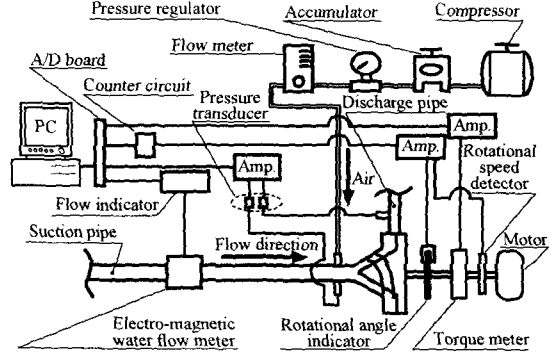 Pressure regulator
Accumulator
Compressor
Flow meter
A/D board
Counter circuit
Pressure
transducer
Discharge pipe
PC
Amp.
Amp.
Amp.
Rotational
speed
detector
Air
Flow indicator
Suction pipe
Flow direction
Motor
Electro-magnetic
water flow meter
Rotational angle
indicator
Torque meter